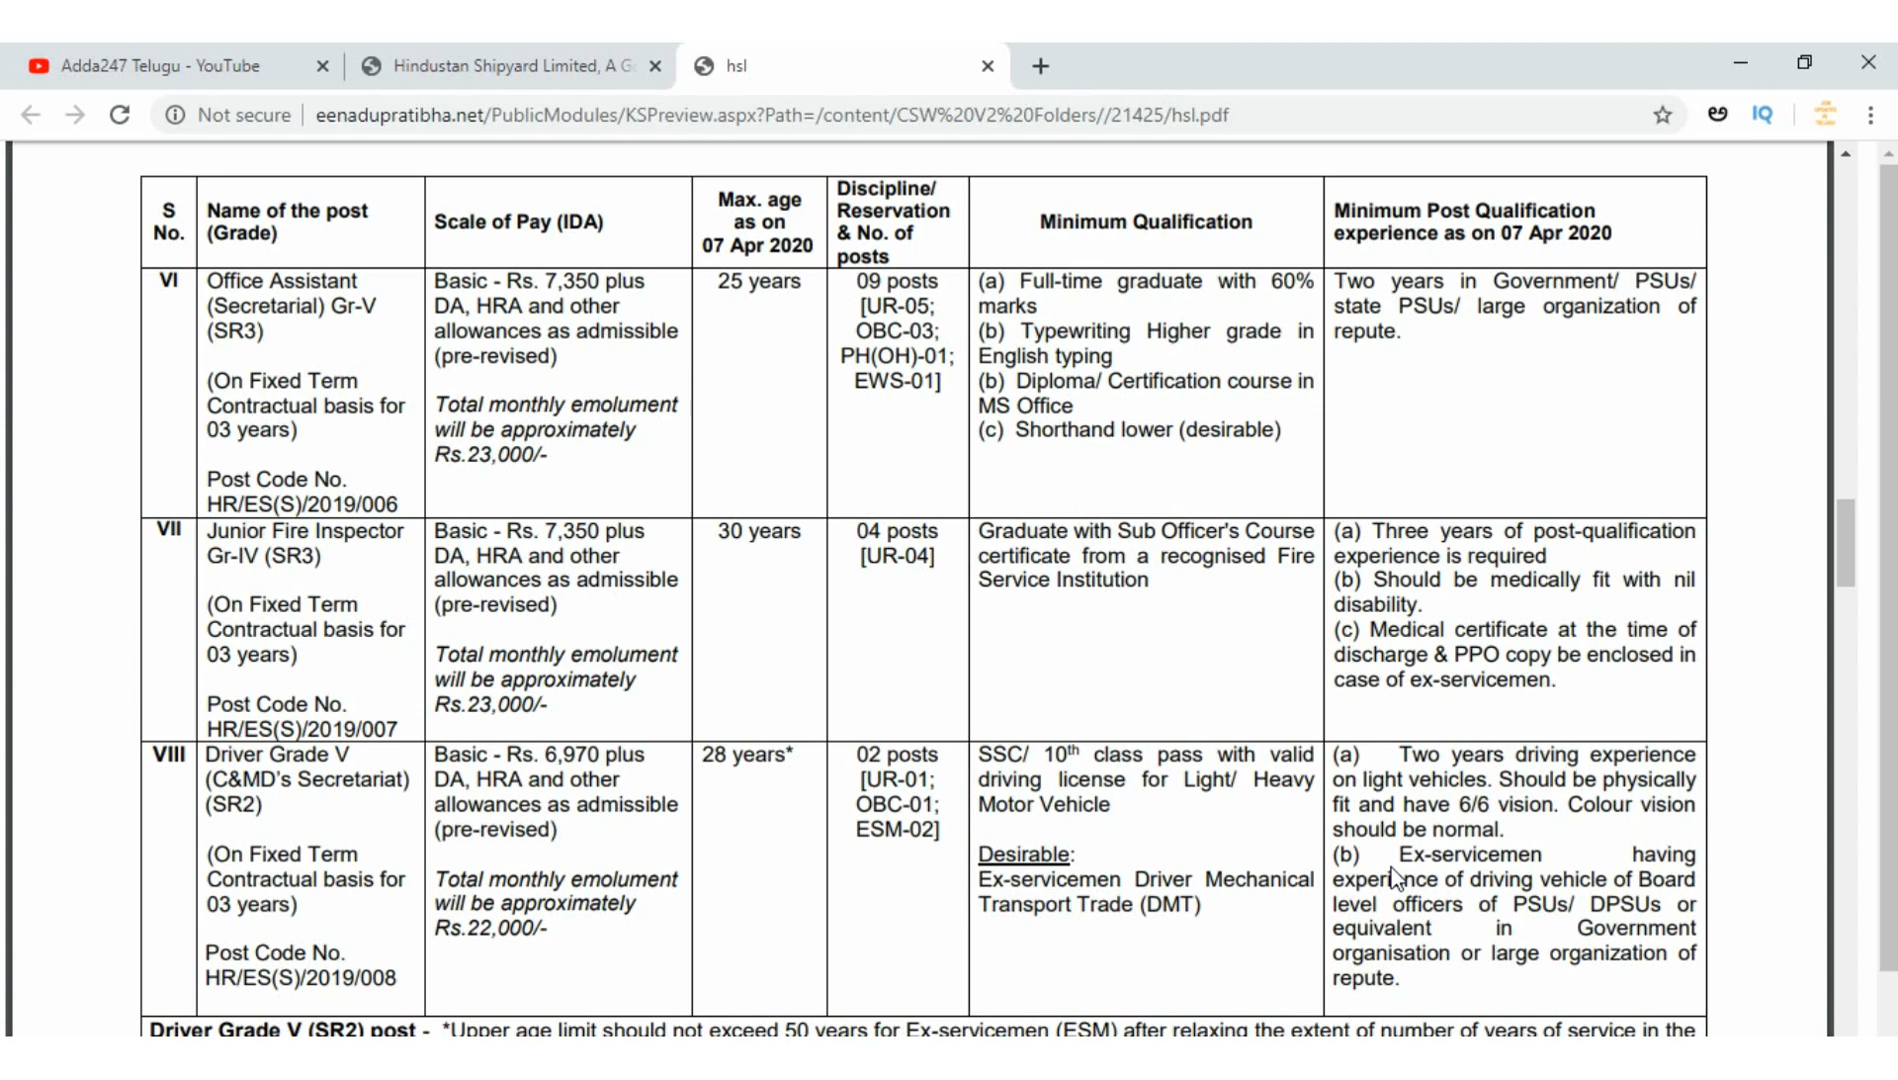 Adda247 Telugu - YouTube
Hindustan Shipyard Limited, A G
hsl
Not secure
eenadupratibha.net/PublicModules/KSPreview.aspx?Path=/content/CSW%20V2%20Folders//21425/hsl.pdf
IQ
S No.
Name of the post (Grade)
Scale of Pay (IDA)
Max. age as on 07 Apr 2020
Discipline/ Reservation & No. of posts
Minimum Qualification
Minimum Post Qualification experience as on 07 Apr 2020
VI
Office Assistant
(Secretarial) Gr-V
(SR3)
(On Fixed Term
Contractual basis for
03 years)
Post Code No.
HR/ES(S)/2019/006
Basic - Rs. 7,350 plus
DA, HRA and other
allowances as admissible
(pre-revised)
Total monthly emolument
will be approximately
Rs.23,000/-
25 years
09 posts
[UR-05;
OBC-03;
PH(OH)-01;
EWS-01]
(a) Full-time graduate with 60%
marks
(b) Typewriting Higher grade in
English typing
(b) Diploma/ Certification course in
MS Office
(c) Shorthand lower (desirable)
Two years in Government/ PSUs/
state PSUs/ large organization of
repute.
VII
Junior Fire Inspector
Gr-IV (SR3)
(On Fixed Term
Contractual basis for
03 years)
Post Code No.
HR/ES(S)/2019/007
Basic - Rs. 7,350 plus
DA, HRA and other
allowances as admissible
(pre-revised)
Total monthly emolument
will be approximately
Rs.23,000/-
30 years
04 posts
[UR-04]
Graduate with Sub Officer's Course
certificate from a recognised Fire
Service Institution
(a) Three years of post-qualification
experience is required
(b) Should be medically fit with nil
disability.
(c) Medical certificate at the time of
discharge & PPO copy be enclosed in
case of ex-servicemen.
VIII
Driver Grade V
(C&MD's Secretariat)
(SR2)
(On Fixed Term
Contractual basis for
03 years)
Post Code No.
HR/ES(S)/2019/008
Basic - Rs. 6,970 plus
DA, HRA and other
allowances as admissible
(pre-revised)
Total monthly emolument
will be approximately
Rs.22,000/-
28 years*
02 posts
[UR-01;
OBC-01;
ESM-02]
SSC/ 10th class pass with valid
driving license for Light/ Heavy
Motor Vehicle
Desirable:
Ex-servicemen Driver Mechanical
Transport Trade (DMT)
(a) Two years driving experience
on light vehicles. Should be physically
fit and have 6/6 vision. Colour vision
should be normal.
(b) Ex-servicemen having
experience of driving vehicle of Board
level officers of PSUs/ DPSUs or
equivalent in Government
organisation or large organization of
repute.
Driver Grade V (SR2) post - *Upper age limit should not exceed 50 years for Ex-servicemen (ESM) after relaxing the extent of number of years of service in the